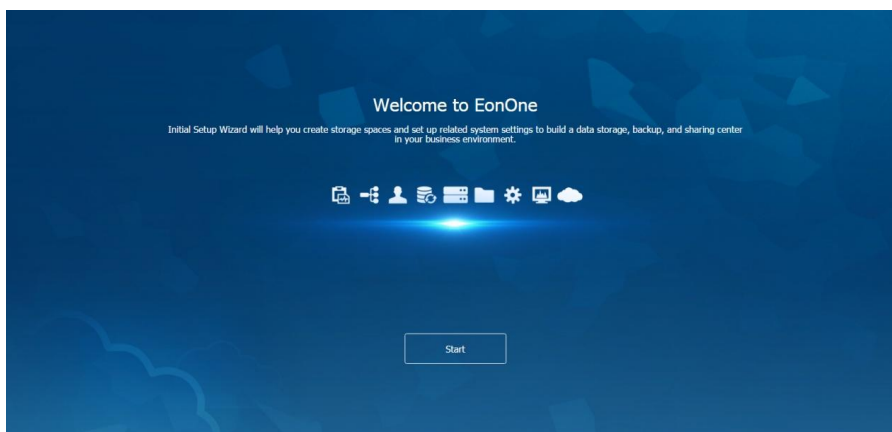 Welcome to EonOne
Initial Setup Wizard will help you create storage spaces and set up related system settings to build a data storage, backup, and sharing center
in your business environment.
Start